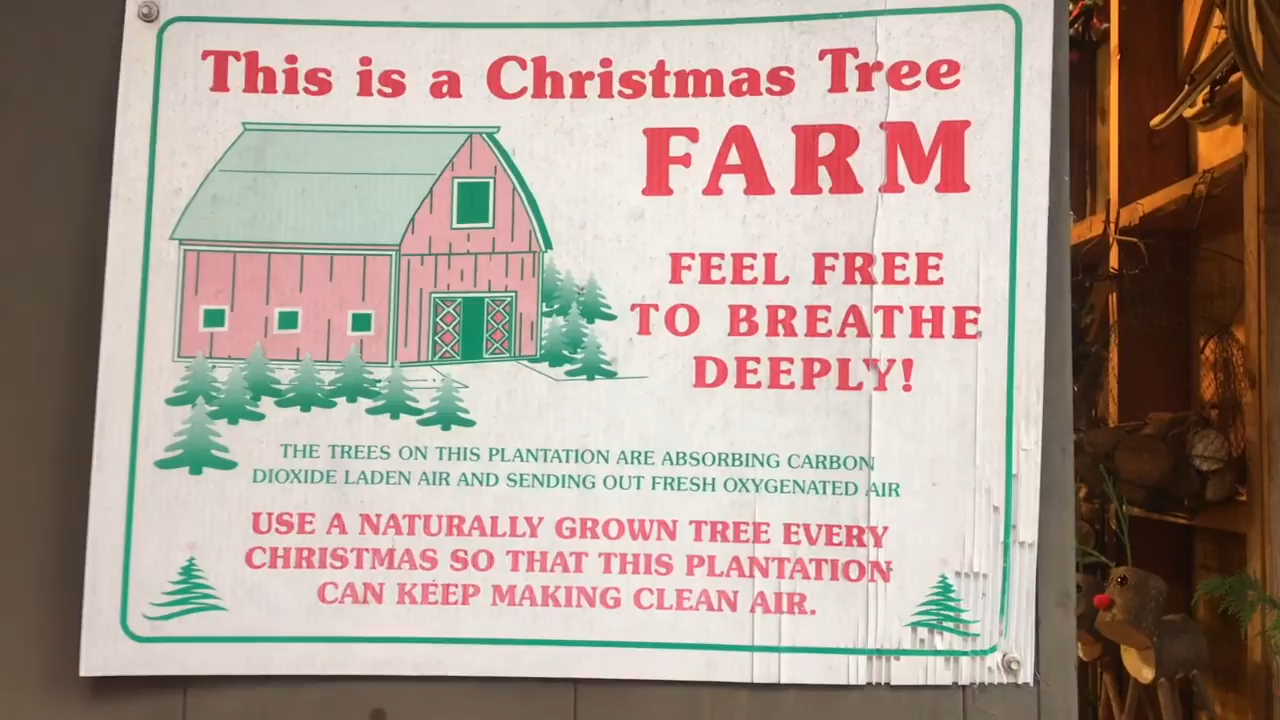 This is a Christmas Tree
FARM
FEEL FREE
TO BREATHE
DEEPLY!
THE TREES ON THIS PLANTATION ARE ABSORBING CARBON
DIOXIDE LADEN AIR AND SENDING OUT FRESH OXYGENATED AIR
USE A NATURALLY GROWN TREE EVERY
CHRISTMAS SO THAT THIS PLANTATION
CAN KEEP MAKING CLEAN AIR.